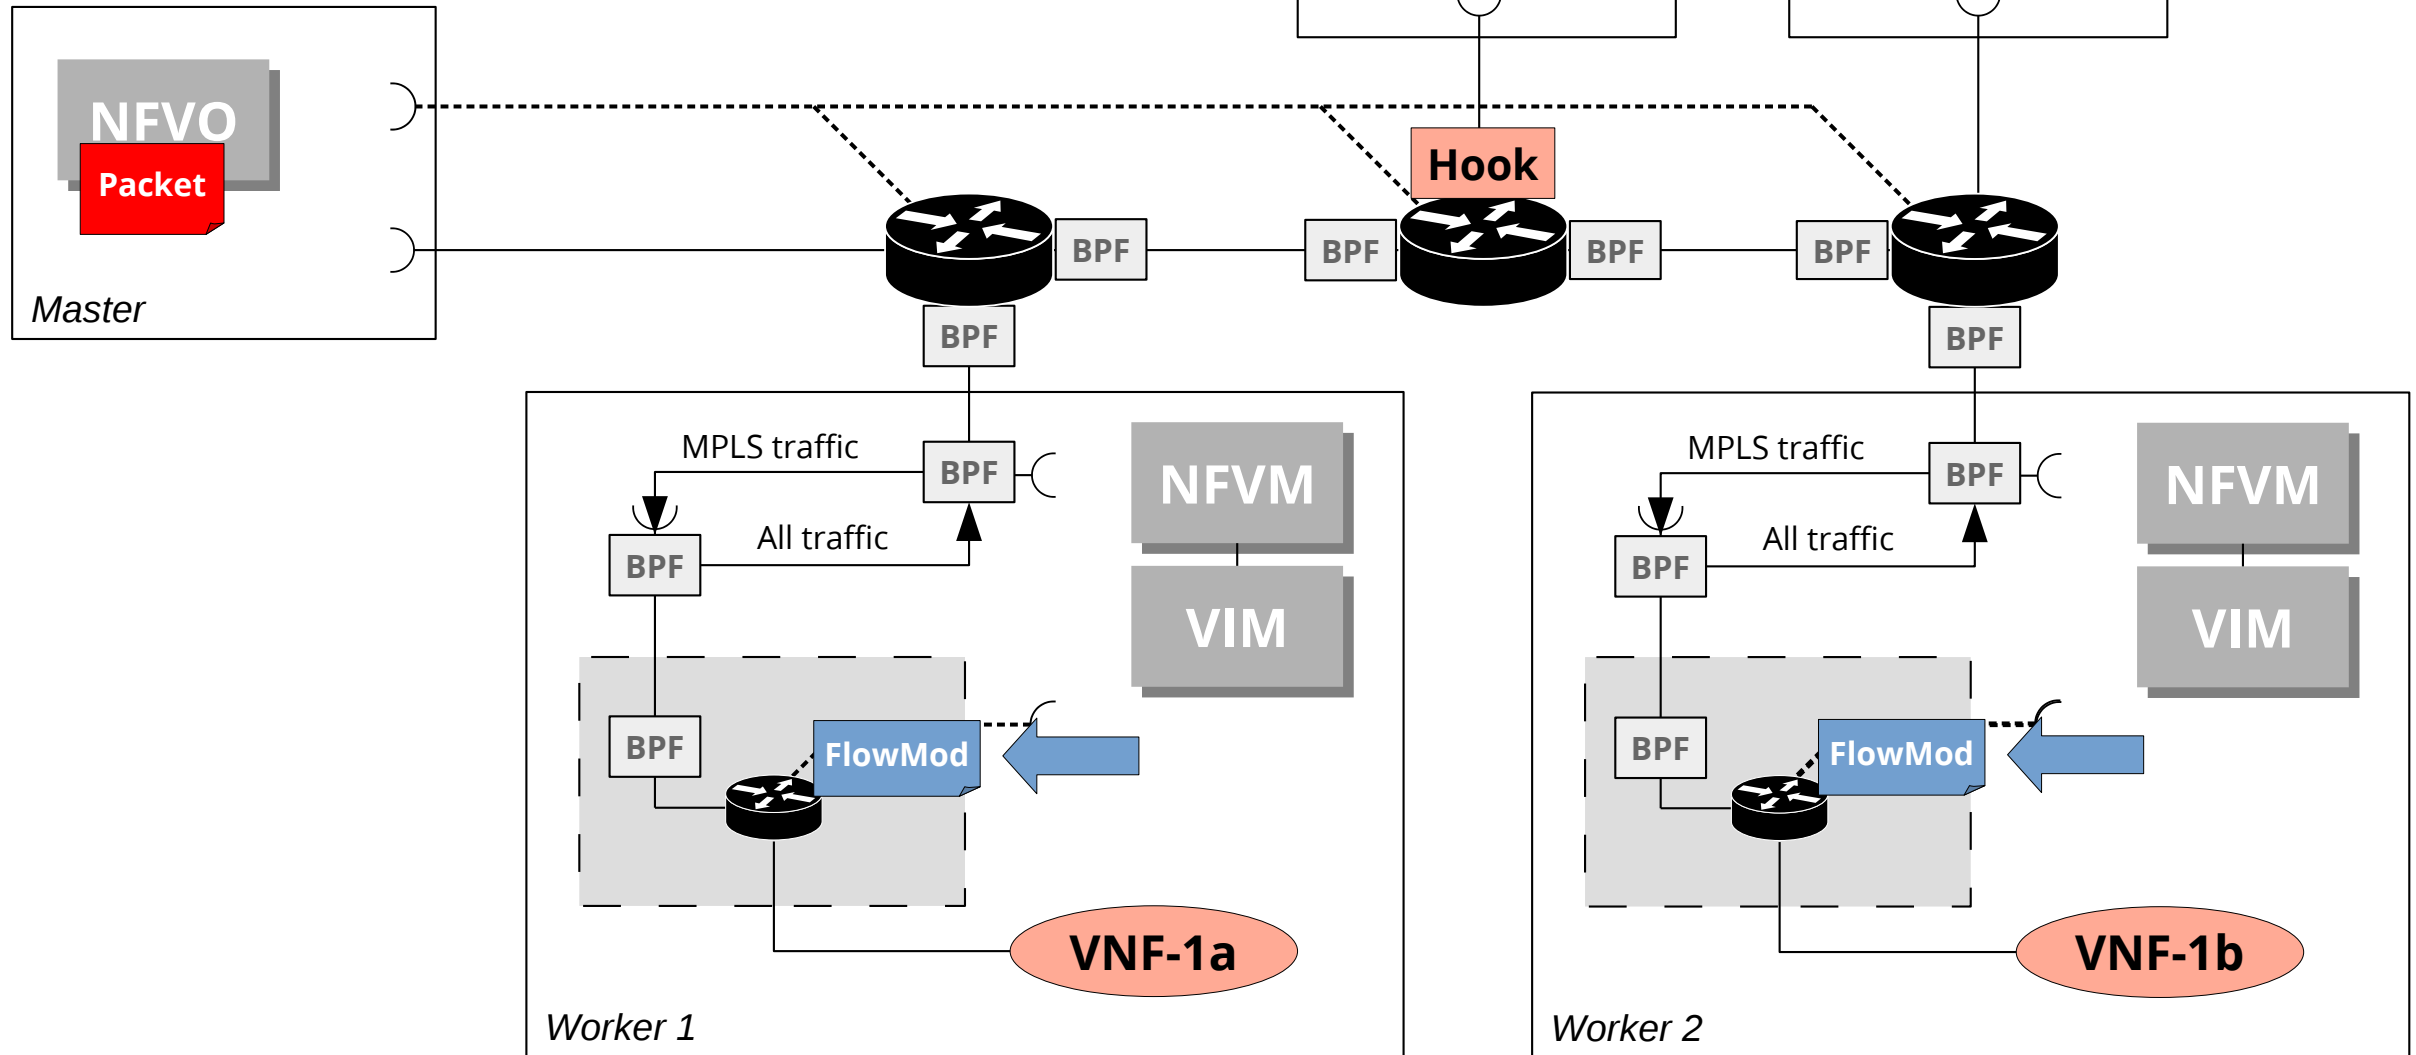 NFVO
Packet
Master
Hook
BPF
BPF
BPF
BPF
BPF
BPF
MPLS traffic
BPF
All traffic
BPF
NFVM
VIM
BPF
FlowMod
VNF-1a
Worker 1
MPLS traffic
BPF
All traffic
BPF
NFVM
VIM
BPF
FlowMod
VNF-1b
Worker 2